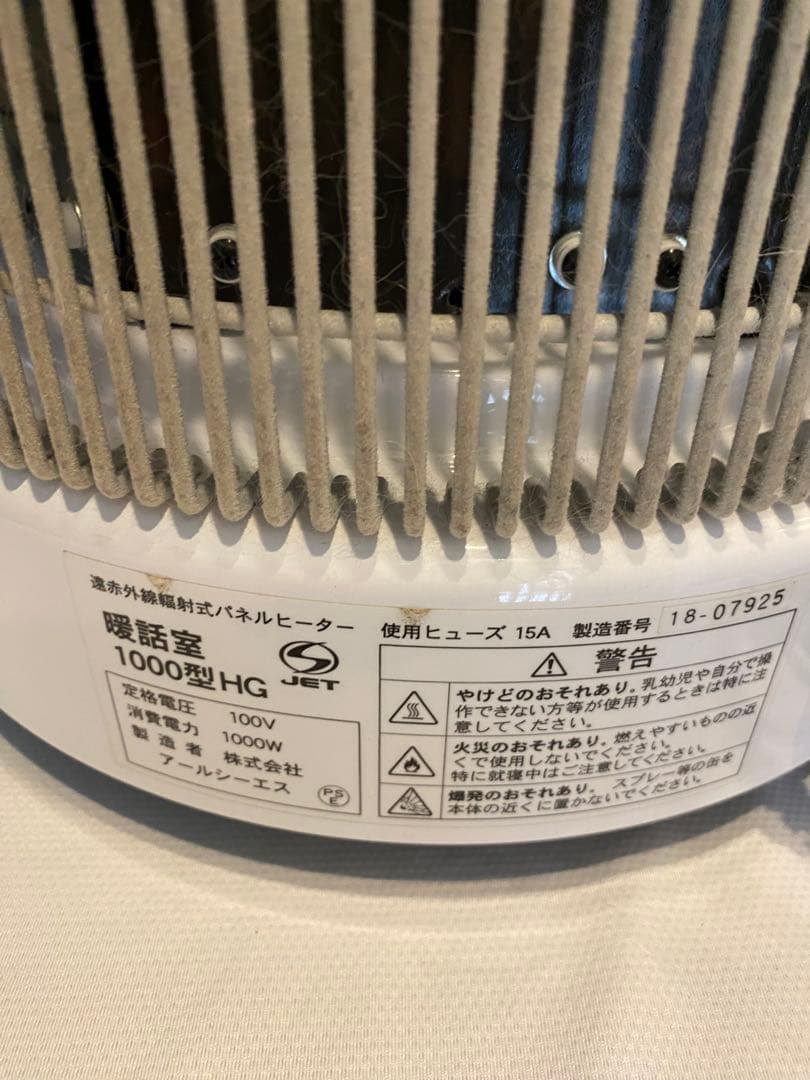 遠赤外線輻射式パネルヒーター
暖話室
1000型HG
JET
定格電圧 100V
消費電力 1000W
製造者 株式会社
アールシーエス
PS
E
使用ヒューズ 15A 製造番号 18-07925
警告
やけどのおそれあり。乳幼児や自分で操
作できない方等が使用するときは特に注
意してください。
火災のおそれあり。燃えやすいものの近
くで使用しないでください。
特に就寝中はご注意してください。
爆発のおそれあり。スプレー等の缶を
本体の近くに置かないでください。